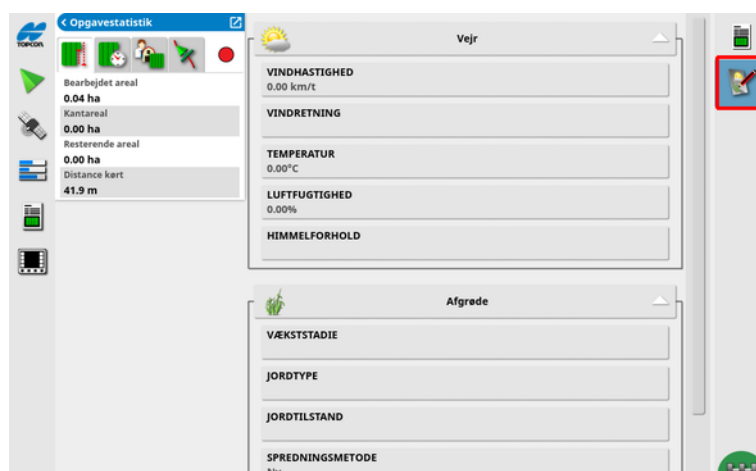 TOPCON
Opgavestatistik
Bearbejdet areal
0.04 ha
Kantareal
0.00 ha
Resterende areal
0.00 ha
Distance kørt
41.9 m
Vejr
VINDHASTIGHED
0.00 km/t
VINDRETNING
TEMPERATUR
0.00°C
LUFTFUGTIGHED
0.00%
HIMMELFORHOLD
Afgrøde
VÆKSTSTADIE
JORDTYPE
JORDTILSTAND
SPREDNINGSMETODE